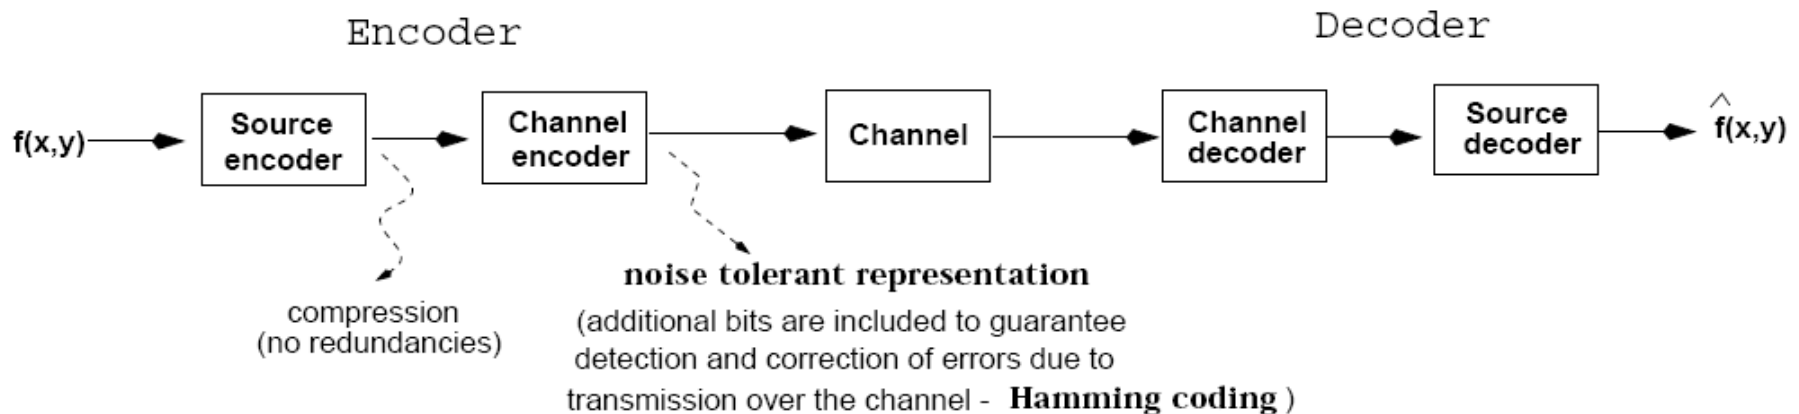 Encoder
Decoder
f(x,y)
Source
encoder
Channel
encoder
Channel
Channel
decoder
Source
decoder
f̂(x,y)
compression
(no redundancies)
noise tolerant representation
(additional bits are included to guarantee
detection and correction of errors due to
transmission over the channel - Hamming coding)